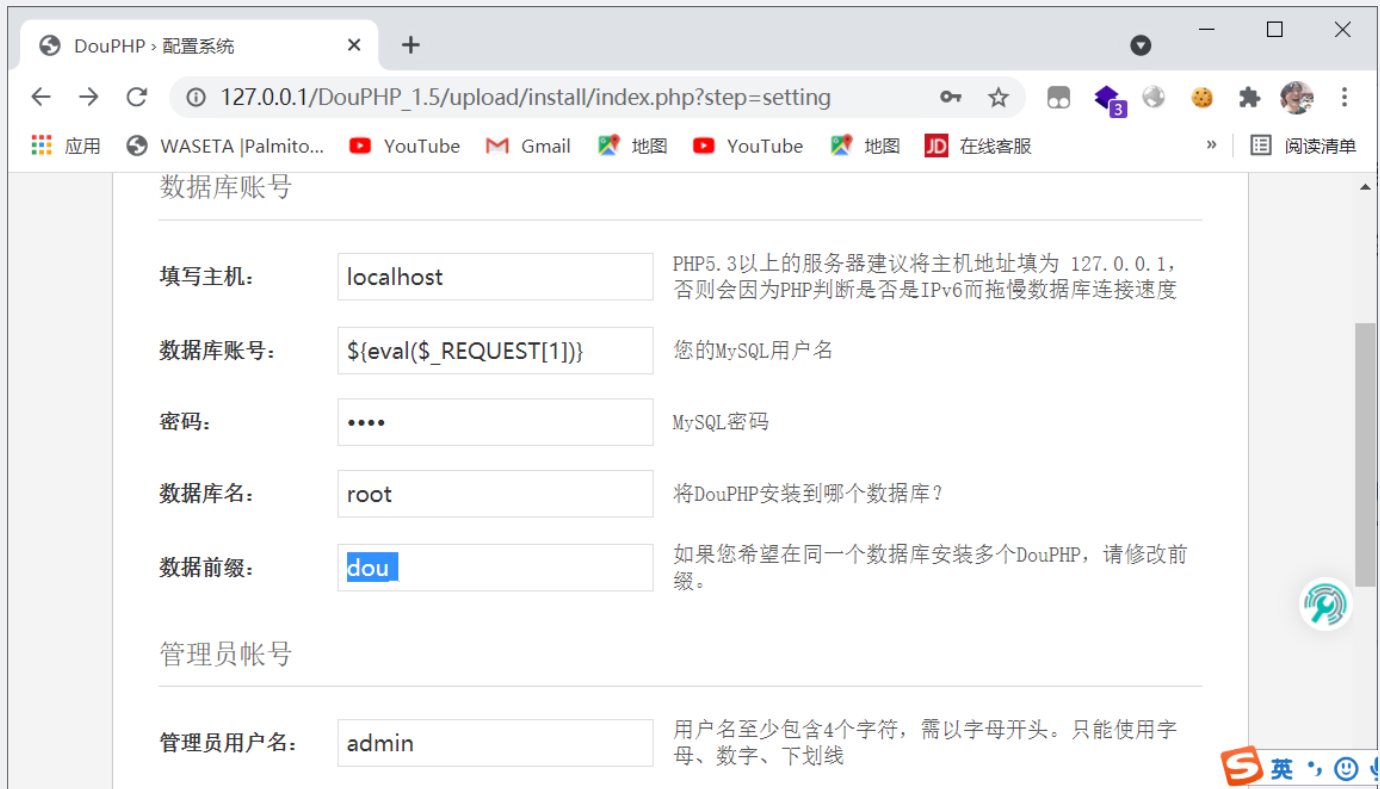 DouPHP › 配置系统
127.0.0.1/DouPHP_1.5/upload/install/index.php?step=setting
3
应用 WASETA |Palmito... YouTube Gmail 地图 YouTube 地图 JD 在线客服 » 阅读清单
数据库账号
填写主机： localhost PHP5.3以上的服务器建议将主机地址填为 127.0.0.1，
否则会因为PHP判断是否是IPv6而拖慢数据库连接速度
数据库账号： ${eval($_REQUEST[1])} 您的MySQL用户名
密码： •••• MySQL密码
数据库名： root 将DouPHP安装到哪个数据库？
数据前缀： dou_ 如果您希望在同一个数据库安装多个DouPHP，请修改前
缀。
管理员帐号
管理员用户名： admin 用户名至少包含4个字符，需以字母开头。只能使用字
母、数字、下划线
S 英